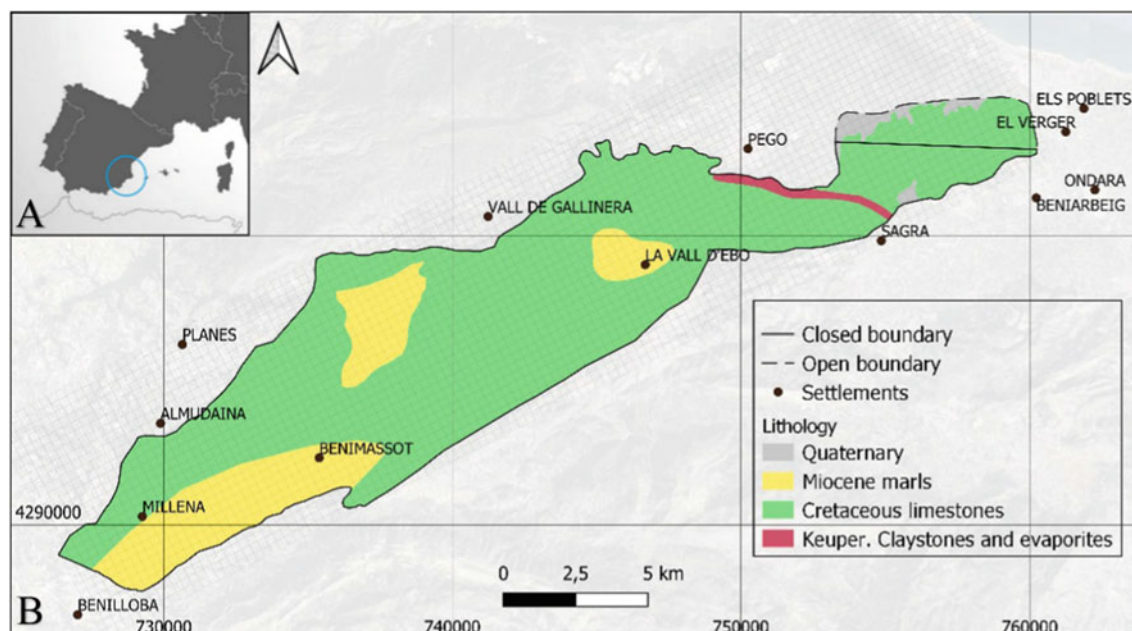 A
ELS POBLETS
EL VERGER
PEGO
ONDARA
BENIARBEIG
VALL DE GALLINERA
SAGRA
LA VALL D'EBO
PLANES
ALMUDAINA
BENIMASSOT
MILLENA
4290000
BENILLOBA
B
730000
740000
750000
760000
0 2,5 5 km
Closed boundary
Open boundary
Settlements
Lithology
Quaternary
Miocene marls
Cretaceous limestones
Keuper. Claystones and evaporites